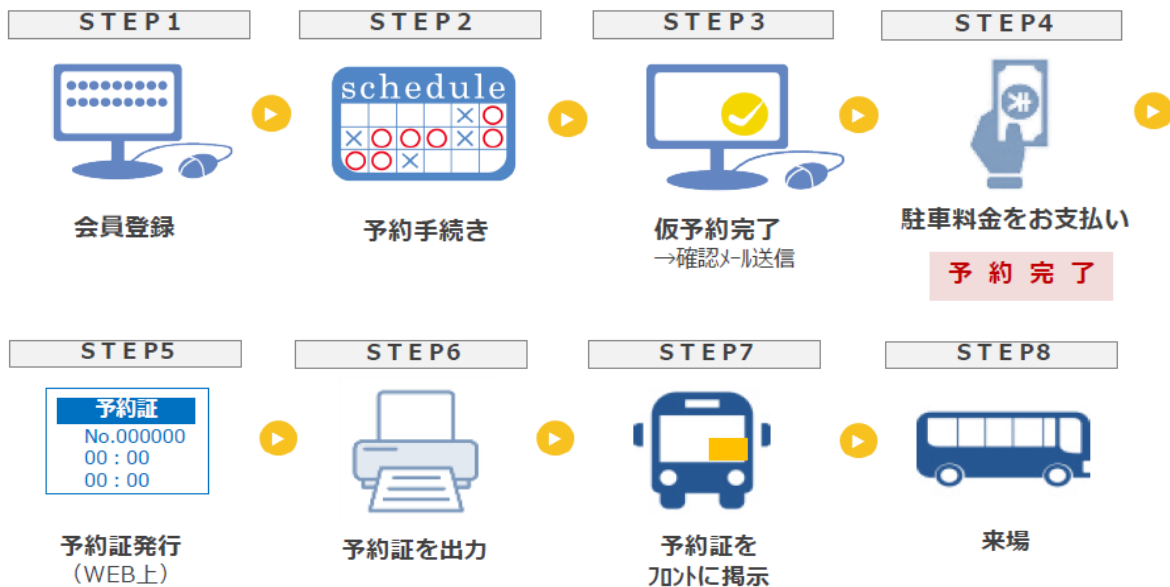 STEP1
STEP2
STEP3
STEP4
schedule
会員登録
予約手続き
仮予約完了
→確認ﾒｰﾙ送信
駐車料金をお支払い
予約完了
STEP5
STEP6
STEP7
STEP8
予約証
No.000000
00：00
00：00
予約証発行
（WEB上）
予約証を出力
予約証を
ﾌﾛﾝﾄに掲示
来場